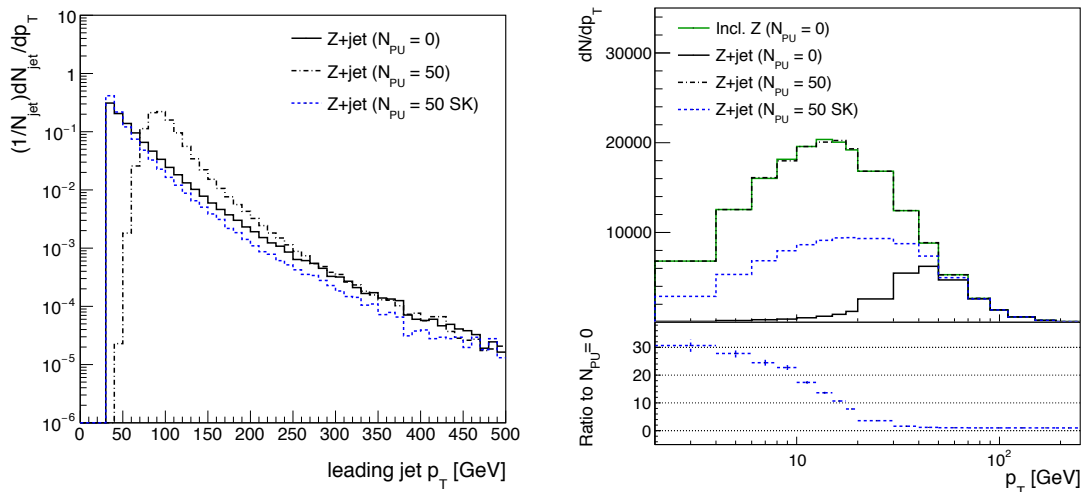 (1/N_jet)dN_jet/dp_T
10
1
10^-1
10^-2
10^-3
10^-4
10^-5
10^-6
Z+jet (N_PU = 0)
Z+jet (N_PU = 50)
Z+jet (N_PU = 50 SK)
0 50 100 150 200 250 300 350 400 450 500
leading jet p_T [GeV]
dN/dp_T
30000
20000
10000
Incl. Z (N_PU = 0)
Z+jet (N_PU = 0)
Z+jet (N_PU = 50)
Z+jet (N_PU = 50 SK)
Ratio to N_PU= 0
30
20
10
0
10 10^2
p_T [GeV]